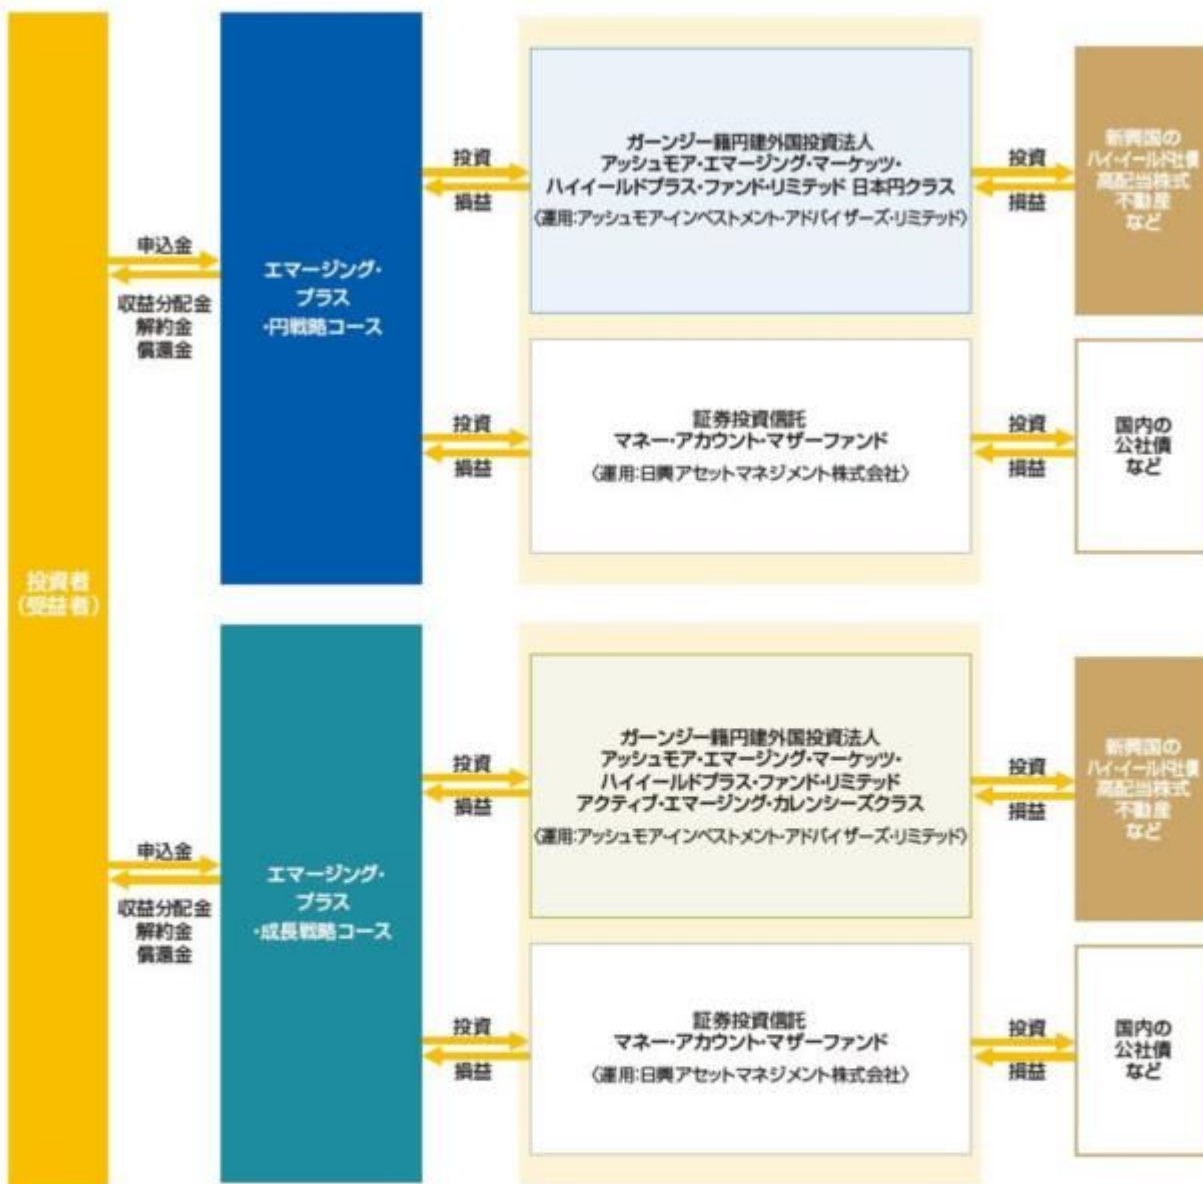 投資者
（受益者）
申込金
収益分配金
解約金
償還金
エマージング・
プラス
・円戦略コース
投資
損益
ガーンジー籍円建外国投資法人
アッシュモア・エマージング・マーケッツ・
ハイイールドプラス・ファンド・リミテッド 日本円クラス
〈運用:アッシュモア・インベストメント・アドバイザーズ・リミテッド〉
投資
損益
新興国の
ハイ・イールド社債
高配当株式
不動産
など
投資
損益
証券投資信託
マネー・アカウント・マザーファンド
〈運用:日興アセットマネジメント株式会社〉
投資
損益
国内の
公社債
など
申込金
収益分配金
解約金
償還金
エマージング・
プラス
・成長戦略コース
投資
損益
ガーンジー籍円建外国投資法人
アッシュモア・エマージング・マーケッツ・
ハイイールドプラス・ファンド・リミテッド
アクティブ・エマージング・カレンシーズクラス
〈運用:アッシュモア・インベストメント・アドバイザーズ・リミテッド〉
投資
損益
新興国の
ハイ・イールド社債
高配当株式
不動産
など
投資
損益
証券投資信託
マネー・アカウント・マザーファンド
〈運用:日興アセットマネジメント株式会社〉
投資
損益
国内の
公社債
など